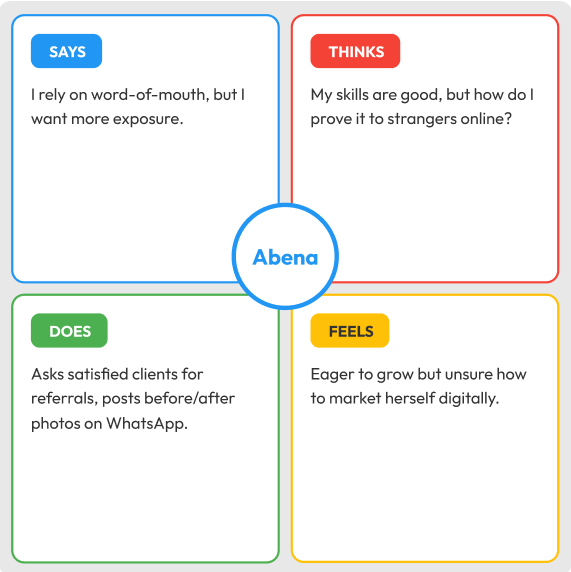 SAYS
I rely on word-of-mouth, but I
want more exposure.
THINKS
My skills are good, but how do I
prove it to strangers online?
Abena
DOES
Asks satisfied clients for
referrals, posts before/after
photos on WhatsApp.
FEELS
Eager to grow but unsure how
to market herself digitally.